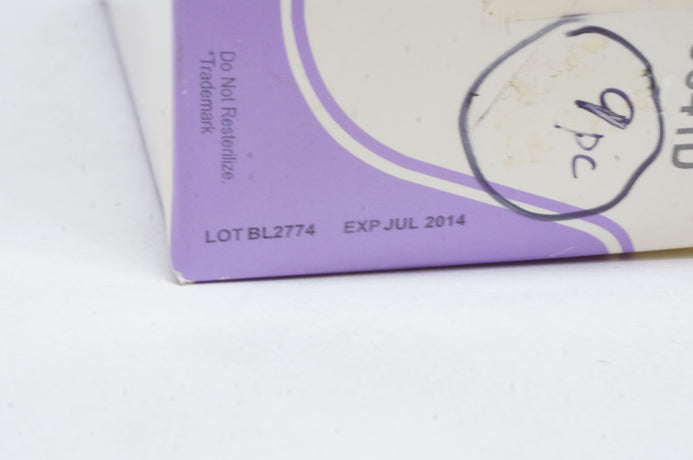 Do Not Resterilize.
*Trademark
LOT BL2774 EXP JUL 2014
9
pc